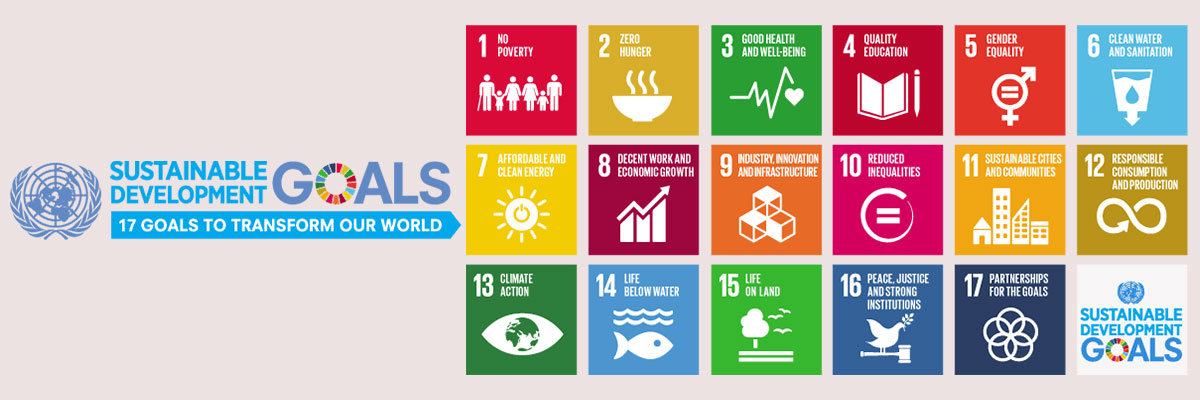 SUSTAINABLE
DEVELOPMENT
GOALS
17 GOALS TO TRANSFORM OUR WORLD
1 NO
POVERTY
2 ZERO
HUNGER
3 GOOD HEALTH
AND WELL-BEING
4 QUALITY
EDUCATION
5 GENDER
EQUALITY
6 CLEAN WATER
AND SANITATION
7 AFFORDABLE AND
CLEAN ENERGY
8 DECENT WORK AND
ECONOMIC GROWTH
9 INDUSTRY, INNOVATION
AND INFRASTRUCTURE
10 REDUCED
INEQUALITIES
11 SUSTAINABLE CITIES
AND COMMUNITIES
12 RESPONSIBLE
CONSUMPTION
AND PRODUCTION
13 CLIMATE
ACTION
14 LIFE
BELOW WATER
15 LIFE
ON LAND
16 PEACE, JUSTICE
AND STRONG
INSTITUTIONS
17 PARTNERSHIPS
FOR THE GOALS
SUSTAINABLE
DEVELOPMENT
GOALS